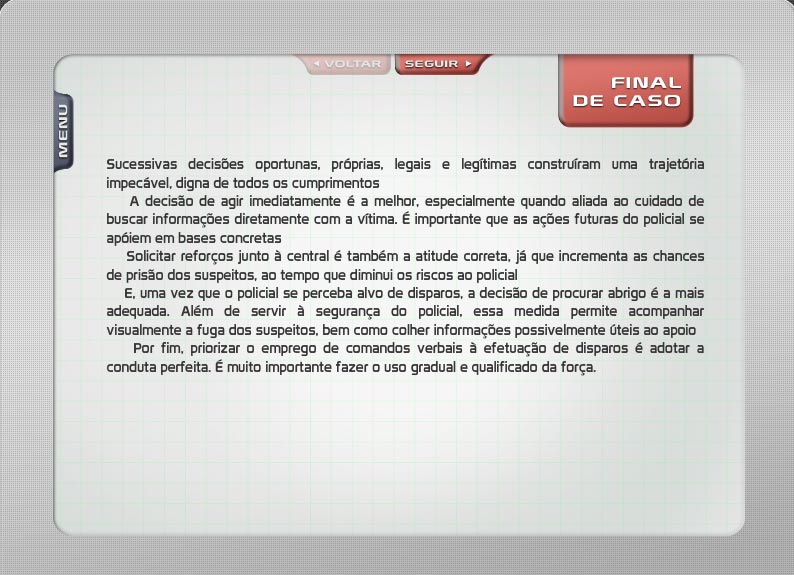 VOLTAR
SEGUIR
FINAL
DE CASO
MENU
Sucessivas decisões oportunas, próprias, legais e legítimas construíram uma trajetória
impecável, digna de todos os cumprimentos
A decisão de agir imediatamente é a melhor, especialmente quando aliada ao cuidado de
buscar informações diretamente com a vítima. É importante que as ações futuras do policial se
apóiem em bases concretas
Solicitar reforços junto à central é também a atitude correta, já que incrementa as chances
de prisão dos suspeitos, ao tempo que diminui os riscos ao policial
E, uma vez que o policial se perceba alvo de disparos, a decisão de procurar abrigo é a mais
adequada. Além de servir à segurança do policial, essa medida permite acompanhar
visualmente a fuga dos suspeitos, bem como colher informações possivelmente úteis ao apoio
Por fim, priorizar o emprego de comandos verbais à efetuação de disparos é adotar a
conduta perfeita. É muito importante fazer o uso gradual e qualificado da força.